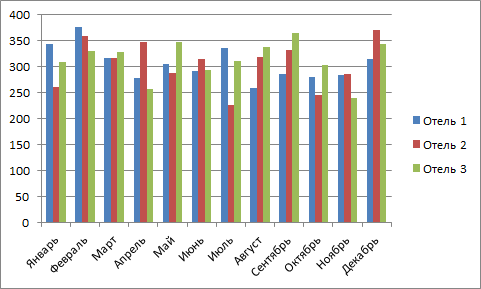 400
350
300
250
200
150
100
50
0
Январь
Февраль
Март
Апрель
Май
Июнь
Июль
Август
Сентябрь
Октябрь
Ноябрь
Декабрь
Отель 1
Отель 2
Отель 3